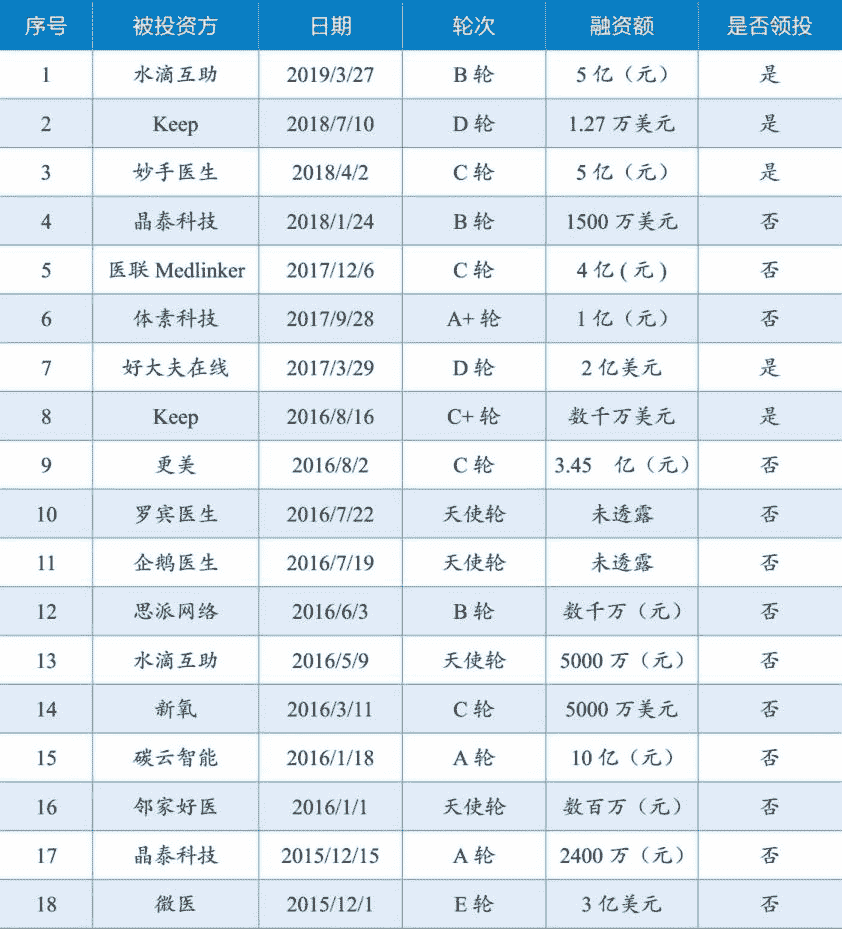 序号 被投资方 日期 轮次 融资额 是否领投
1 水滴互助 2019/3/27 B 轮 5 亿（元） 是
2 Keep 2018/7/10 D 轮 1.27 万美元 是
3 妙手医生 2018/4/2 C 轮 5 亿（元） 是
4 晶泰科技 2018/1/24 B 轮 1500 万美元 否
5 医联 Medlinker 2017/12/6 C 轮 4 亿 ( 元 ) 否
6 体素科技 2017/9/28 A+ 轮 1 亿（元） 否
7 好大夫在线 2017/3/29 D 轮 2 亿美元 是
8 Keep 2016/8/16 C+ 轮 数千万美元 是
9 更美 2016/8/2 C 轮 3.45 亿（元） 否
10 罗宾医生 2016/7/22 天使轮 未透露 否
11 企鹅医生 2016/7/19 天使轮 未透露 否
12 思派网络 2016/6/3 B 轮 数千万（元） 否
13 水滴互助 2016/5/9 天使轮 5000 万（元） 否
14 新氧 2016/3/11 C 轮 5000 万美元 否
15 碳云智能 2016/1/18 A 轮 10 亿（元） 否
16 邻家好医 2016/1/1 天使轮 数百万（元） 否
17 晶泰科技 2015/12/15 A 轮 2400 万（元） 否
18 微医 2015/12/1 E 轮 3 亿美元 否